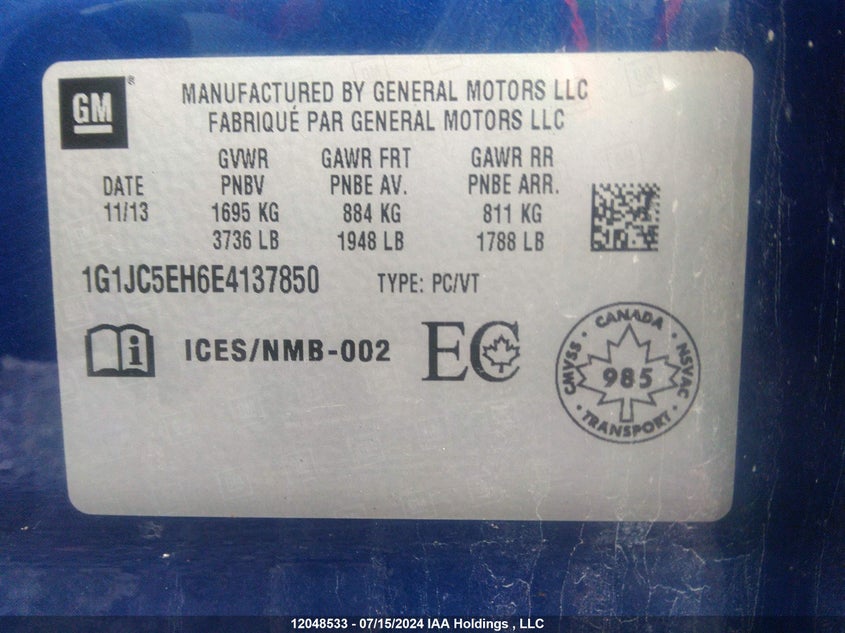 GM ®
MANUFACTURED BY GENERAL MOTORS LLC
FABRIQUÉ PAR GENERAL MOTORS LLC
DATE
11/13
GVWR
PNBV
1695 KG
3736 LB
GAWR FRT
PNBE AV.
884 KG
1948 LB
GAWR RR
PNBE ARR.
811 KG
1788 LB
1G1JC5EH6E4137850 TYPE: PC/VT
i ICES/NMB-002 EC
CANADA
CMVSS · NSVAC
985
TRANSPORT
12048533 - 07/15/2024 IAA Holdings , LLC